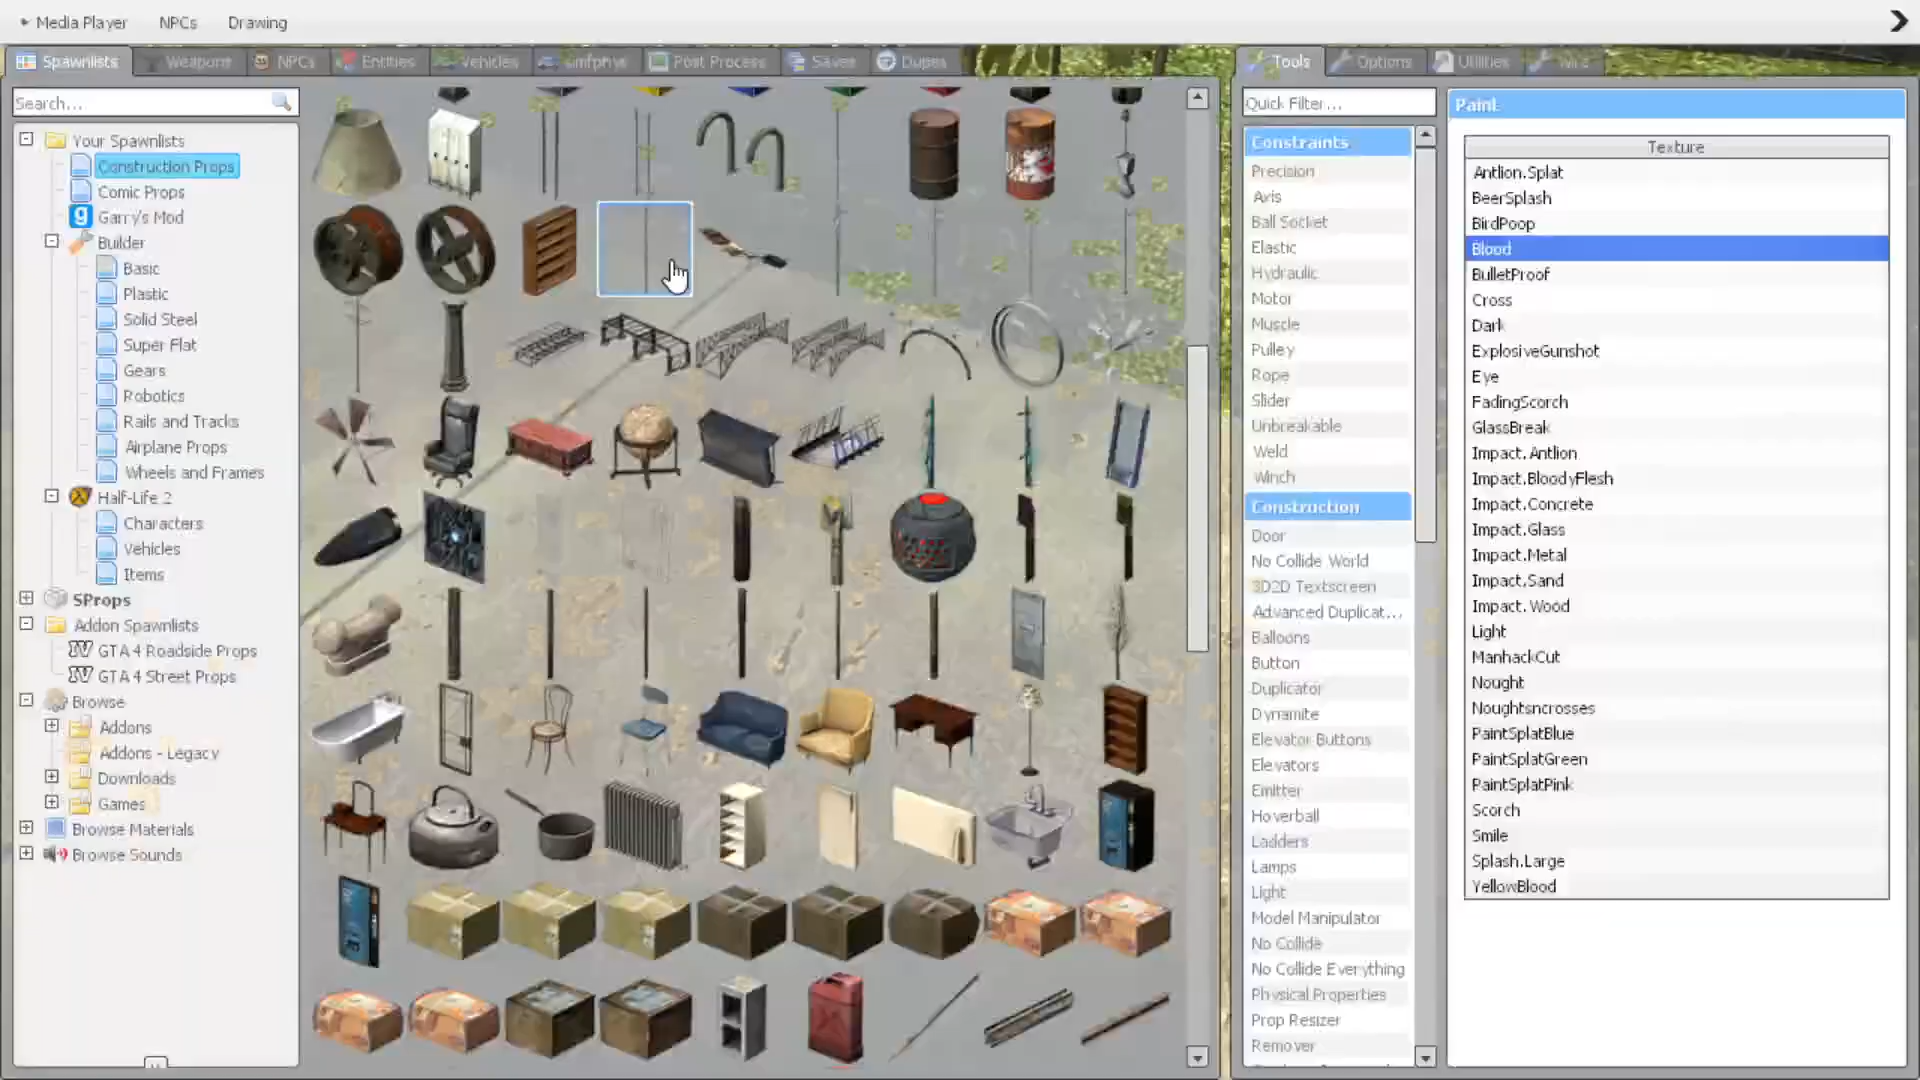 Media Player NPCs Drawing
Spawnlists Weapons NPCs Entities Vehicles simfphys Post Process Saves Dupes
Tools Options Utilities Wire
Search...
Your Spawnlists
Construction Props
Comic Props
Garry's Mod
Builder
Basic
Plastic
Solid Steel
Super Flat
Gears
Robotics
Rails and Tracks
Airplane Props
Wheels and Frames
Half-Life 2
Characters
Vehicles
Items
SProps
Addon Spawnlists
GTA 4 Roadside Props
GTA 4 Street Props
Browse
Addons
Addons - Legacy
Downloads
Games
Browse Materials
Browse Sounds
Quick Filter...
Constraints
Precision
Axis
Ball Socket
Elastic
Hydraulic
Motor
Muscle
Pulley
Rope
Slider
Unbreakable
Weld
Winch
Construction
Door
No Collide World
3D2D Textscreen
Advanced Duplicat...
Balloons
Button
Duplicator
Dynamite
Elevator Buttons
Elevators
Emitter
Hoverball
Ladders
Lamps
Light
Model Manipulator
No Collide
No Collide Everything
Physical Properties
Prop Resizer
Remover
Paint
Texture
Antlion.Splat
BeerSplash
BirdPoop
Blood
BulletProof
Cross
Dark
ExplosiveGunshot
Eye
FadingScorch
GlassBreak
Impact.Antlion
Impact.BloodyFlesh
Impact.Concrete
Impact.Glass
Impact.Metal
Impact.Sand
Impact.Wood
Light
ManhackCut
Nought
Noughtsncrosses
PaintSplatBlue
PaintSplatGreen
PaintSplatPink
Scorch
Smile
Splash.Large
YellowBlood